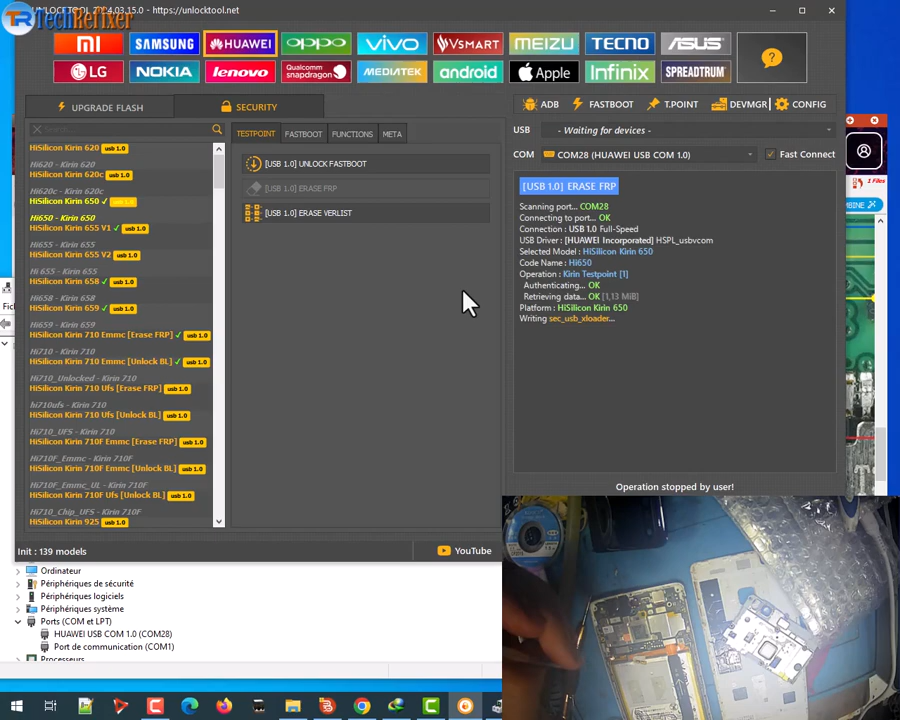 TechRefixer
UNLOCKTOOL 2024.03.15.0 - https://unlocktool.net
MI
SAMSUNG
HUAWEI
OPPO
vivo
VSMART
MEIZU
TECNO
ASUS
LG
NOKIA
lenovo
Qualcomm snapdragon
MEDIATEK
android
Apple
Infinix
SPREADTRUM
?
UPGRADE FLASH
SECURITY
ADB
FASTBOOT
T.POINT
DEVMGR
CONFIG
Search...
TESTPOINT
FASTBOOT
FUNCTIONS
META
USB
- Waiting for devices -
COM
COM28 (HUAWEI USB COM 1.0)
Fast Connect
1 Files
HiSilicon Kirin 620 usb 1.0
Hi620 - Kirin 620
HiSilicon Kirin 620c usb 1.0
Hi620c - Kirin 620c
HiSilicon Kirin 650 ✓ usb 1.0
Hi650 - Kirin 650
HiSilicon Kirin 655 V1 ✓ usb 1.0
Hi655 - Kirin 655
HiSilicon Kirin 655 V2 usb 1.0
Hi 655 - Kirin 655
HiSilicon Kirin 658 ✓ usb 1.0
Hi658 - Kirin 658
HiSilicon Kirin 659 ✓ usb 1.0
Hi659 - Kirin 659
HiSilicon Kirin 710 Emmc [Erase FRP] ✓ usb 1.0
Hi710 - Kirin 710
HiSilicon Kirin 710 Emmc [Unlock BL] ✓ usb 1.0
Hi710_Unlocked - Kirin 710
HiSilicon Kirin 710 Ufs [Erase FRP] usb 1.0
hi710ufs - Kirin 710
HiSilicon Kirin 710 Ufs [Unlock BL] usb 1.0
Hi710_UFS - Kirin 710
HiSilicon Kirin 710F Emmc [Erase FRP] usb 1.0
Hi710F_Emmc - Kirin 710F
HiSilicon Kirin 710F Emmc [Unlock BL] usb 1.0
Hi710F_Emmc_UL - Kirin 710F
HiSilicon Kirin 710F Ufs [Unlock BL] usb 1.0
Hi710_Chip_UFS - Kirin 710F
HiSilicon Kirin 925 usb 1.0
[USB 1.0] UNLOCK FASTBOOT
[USB 1.0] ERASE FRP
[USB 1.0] ERASE VERLIST
[USB 1.0] ERASE FRP
Scanning port... COM28
Connecting to port... OK
Connection : USB 1.0 Full-Speed
USB Driver : [HUAWEI Incorporated] HSPL_usbvcom
Selected Model : HiSilicon Kirin 650
Code Name : Hi650
Operation : Kirin Testpoint [1]
Authenticating... OK
Retrieving data... OK [1,13 MiB]
Platform : HiSilicon Kirin 650
Writing sec_usb_xloader...
Operation stopped by user!
Init : 139 models
YouTube
Fich
Ordinateur
Périphériques de sécurité
Périphériques logiciels
Périphériques système
Ports (COM et LPT)
HUAWEI USB COM 1.0 (COM28)
Port de communication (COM1)
Processeurs